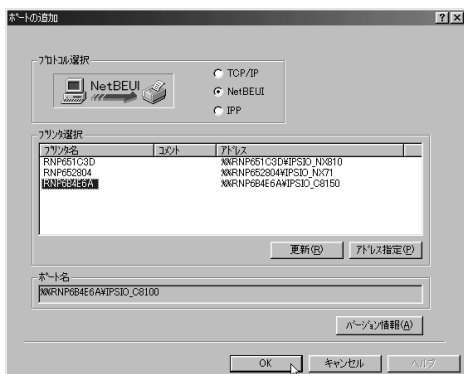 ポートの追加
プロトコル選択
NetBEUI
TCP/IP
NetBEUI
IPP
プリンタ選択
プリンタ名 コメント アドレス
RNP651C3D %%RNP651C3D¥IPSIO_NX810
RNP652804 %%RNP652804¥IPSIO_NX71
RNP6B4E6A %%RNP6B4E6A¥IPSIO_C8150
更新(R) アドレス指定(P)
ポート名
%%RNP6B4E6A¥IPSIO_C8100
バージョン情報(A)
OK キャンセル ヘルプ